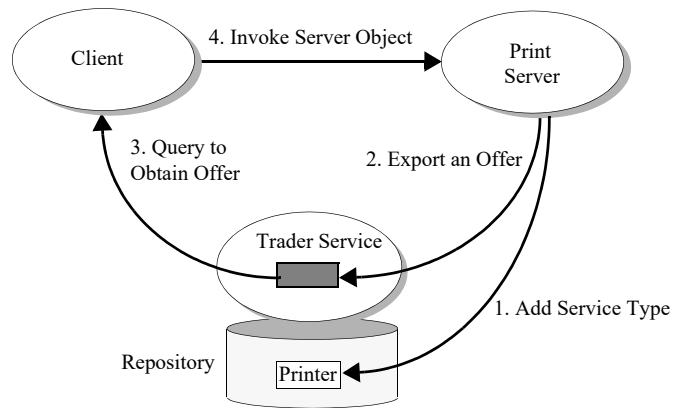 4. Invoke Server Object
Client
Print
Server
3. Query to
Obtain Offer
2. Export an Offer
Trader Service
1. Add Service Type
Repository
Printer